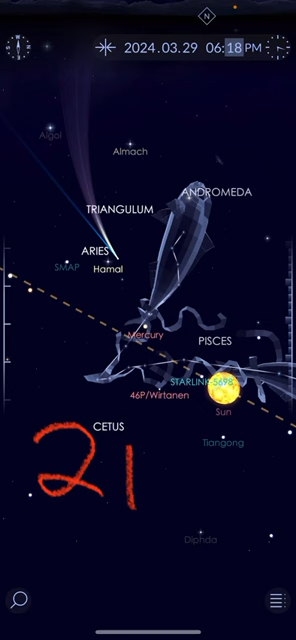 N
2024.03.29 06:18 PM
Algol
Almach
ANDROMEDA
TRIANGULUM
ARIES
SMAP
Hamal
Mercury
PISCES
STARLINK-5698
46P/Wirtanen
Sun
CETUS
Tiangong
21
Diphda